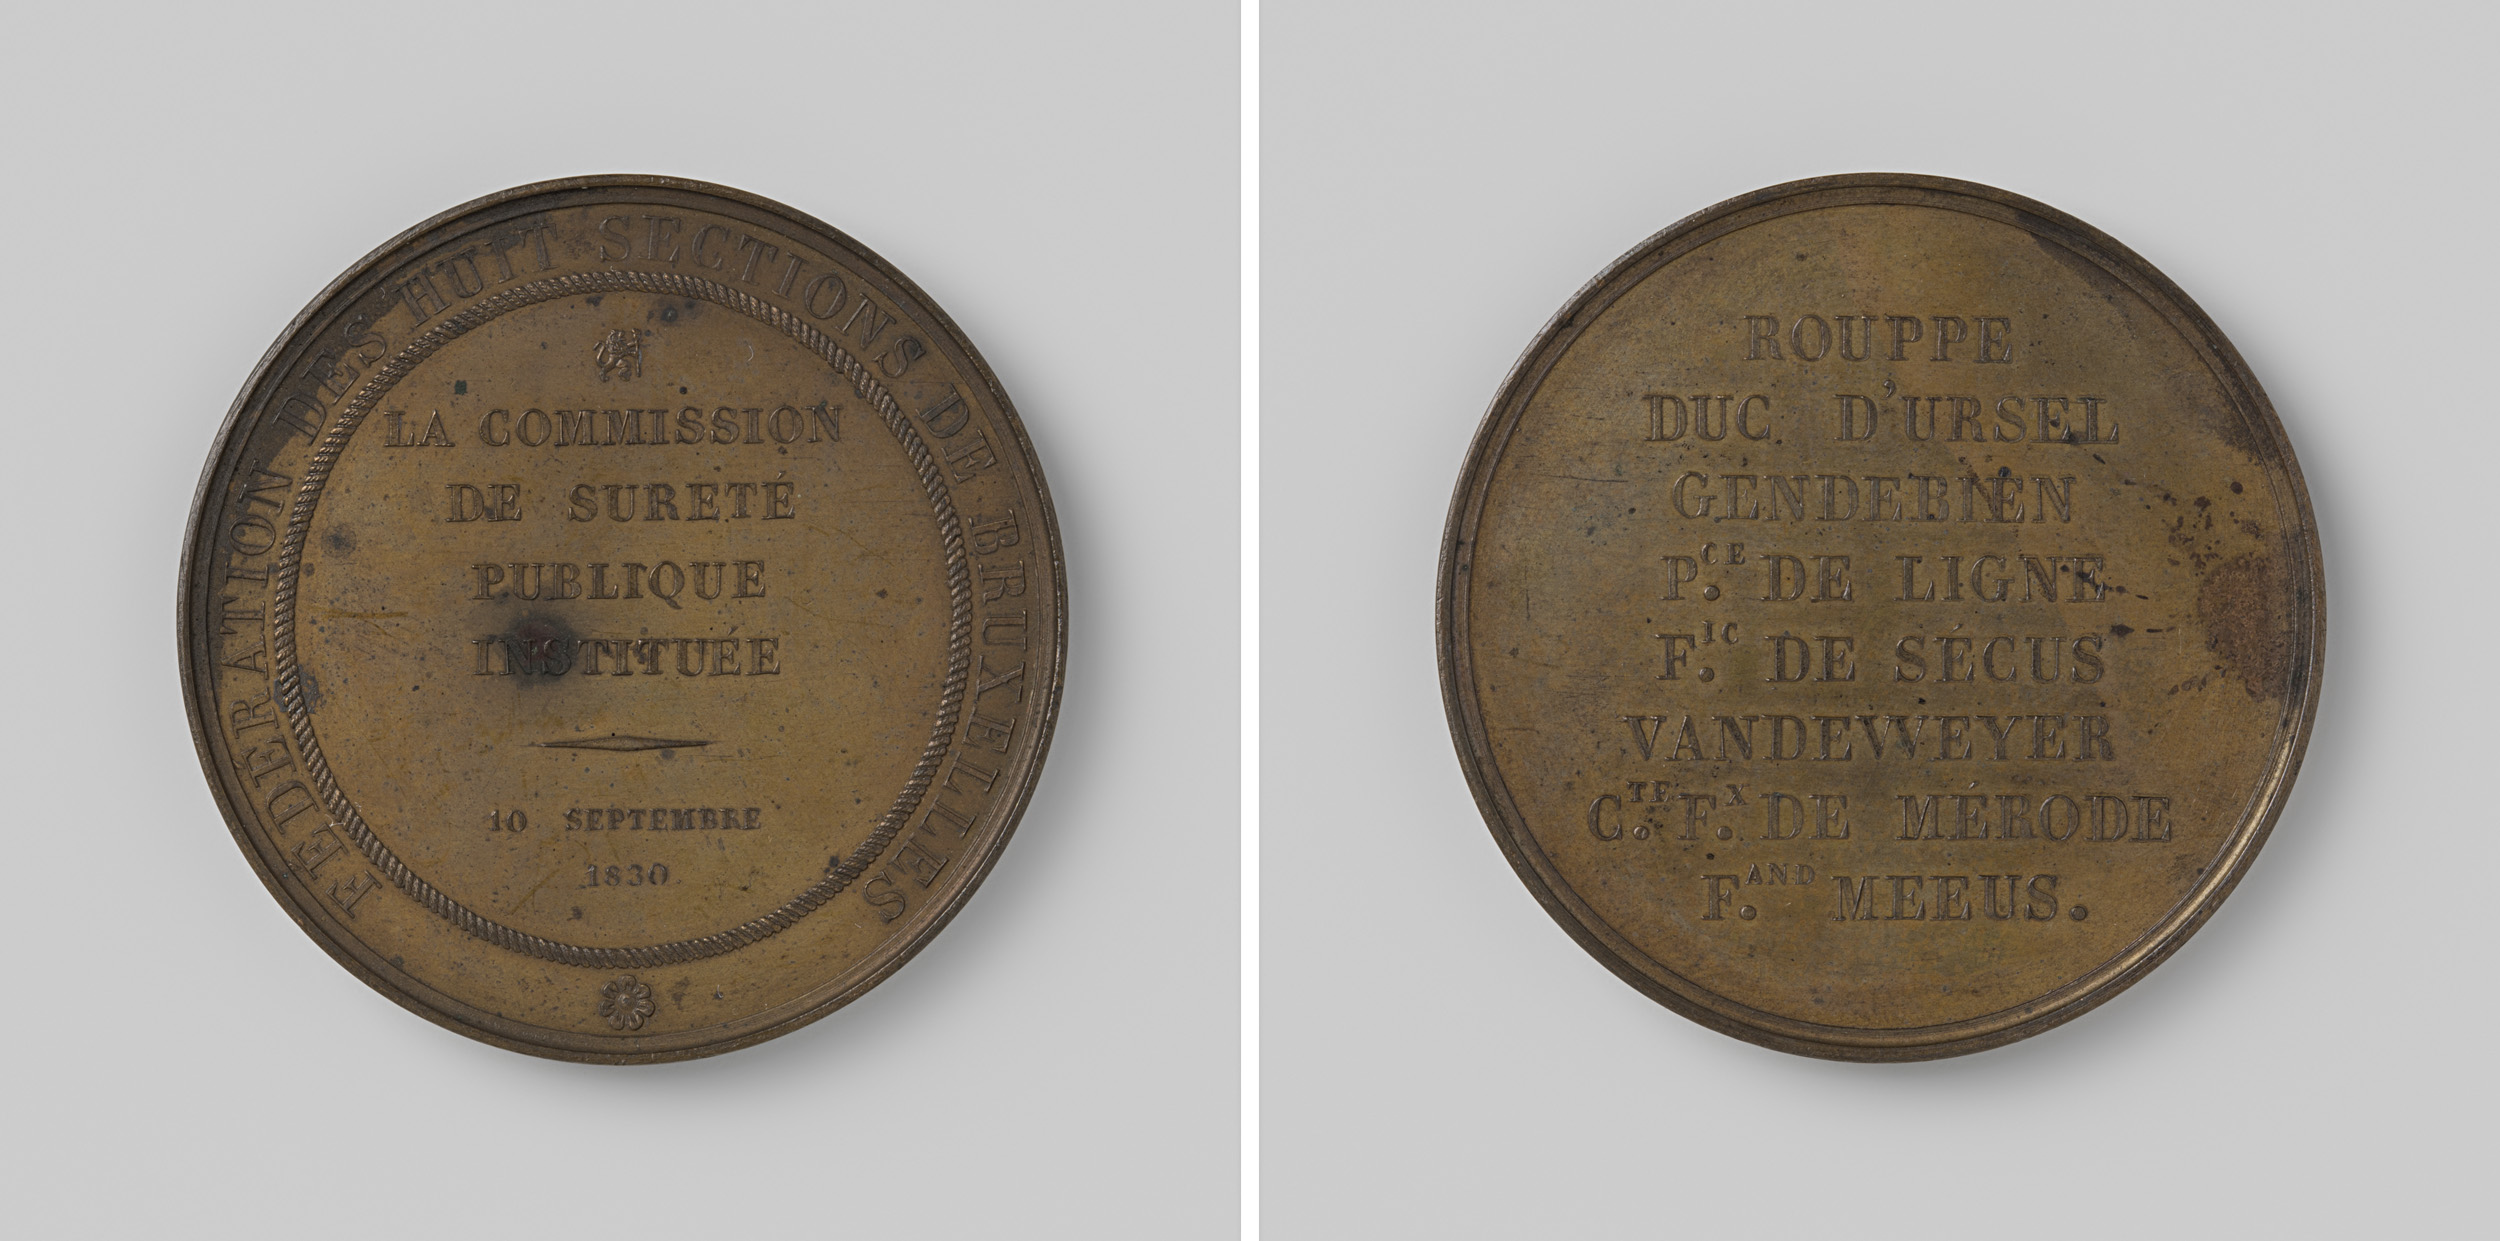 FÉDÉRATION DES HUIT SECTIONS DE BRUXELLES
LA COMMISSION
DE SURETÉ
PUBLIQUE
INSTITUÉE
10 SEPTEMBRE
1830
ROUPPE
DUC D'URSEL
GENDEBIEN
P.CE DE LIGNE
F.IC DE SÉCUS
VANDEWEYER
C.TE F.X DE MÉRODE
F.AND MEEUS.